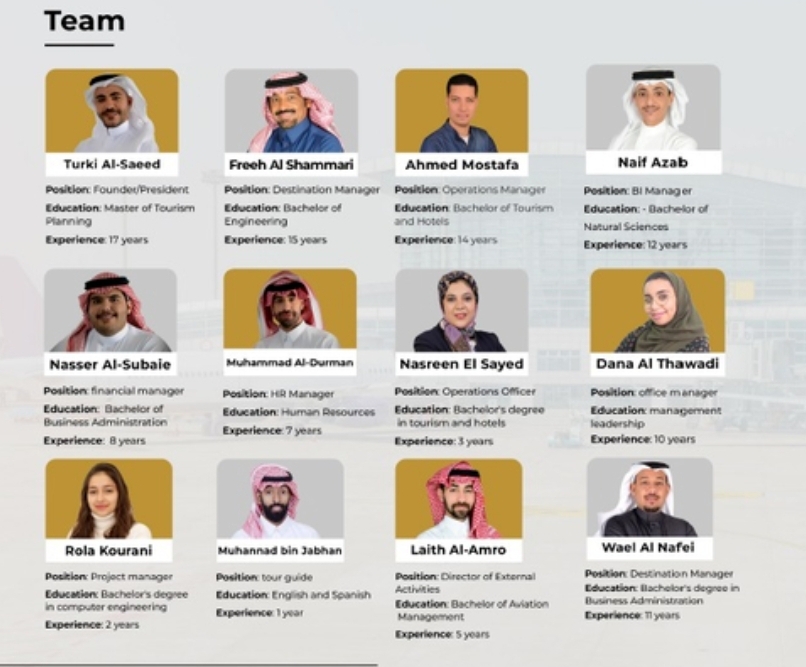 Team
Turki Al-Saeed
Position: Founder/President
Education: Master of Tourism
Planning
Experience: 17 years
Freeh Al Shammari
Position: Destination Manager
Education: Bachelor of
Engineering
Experience: 15 years
Ahmed Mostafa
Position: Operations Manager
Education: Bachelor of Tourism
and Hotels
Experience: 14 years
Naif Azab
Position: BI Manager
Education: - Bachelor of
Natural Sciences
Experience: 12 years
Nasser Al-Subaie
Position: financial manager
Education: Bachelor of
Business Administration
Experience: 8 years
Muhammad Al-Durman
Position: HR Manager
Education: Human Resources
Experience: 7 years
Nasreen El Sayed
Position: Operations Officer
Education: Bachelor's degree
in tourism and hotels
Experience: 3 years
Dana Al Thawadi
Position: office manager
Education: management
leadership
Experience: 10 years
Rola Kourani
Position: Project manager
Education: Bachelor's degree
in computer engineering
Experience: 2 years
Muhannad bin Jabhan
Position: tour guide
Education: English and Spanish
Experience: 1 year
Laith Al-Amro
Position: Director of External
Activities
Education: Bachelor of Aviation
Management
Experience: 5 years
Wael Al Nafei
Position: Destination Manager
Education: Bachelor's degree in
Business Administration
Experience: 11 years